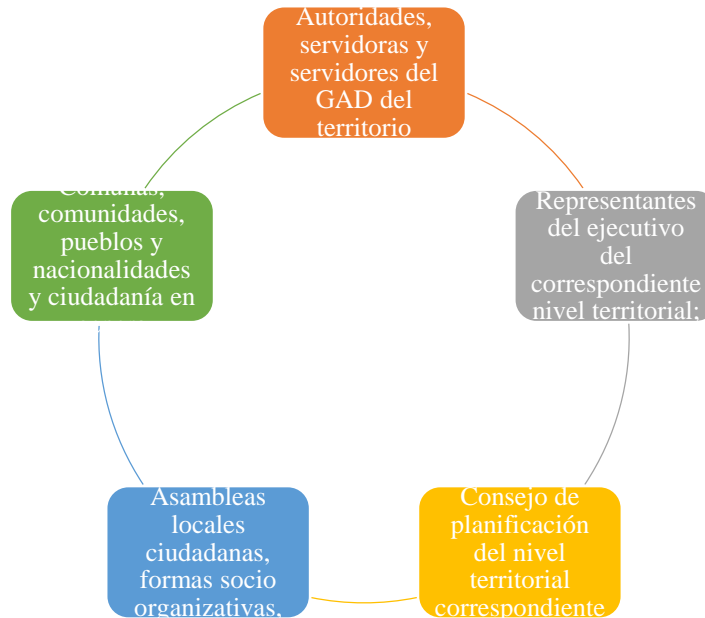 Autoridades,
servidoras y
servidores del
GAD del
territorio
Representantes
del ejecutivo
del
correspondiente
nivel territorial;
Consejo de
planificación
del nivel
territorial
correspondiente
Asambleas
locales
ciudadanas,
formas socio
organizativas,
Comunas,
comunidades,
pueblos y
nacionalidades
y ciudadanía en